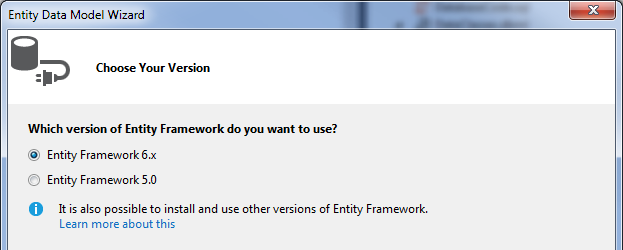 Entity Data Model Wizard
Choose Your Version
Which version of Entity Framework do you want to use?
Entity Framework 6.x
Entity Framework 5.0
It is also possible to install and use other versions of Entity Framework.
Learn more about this